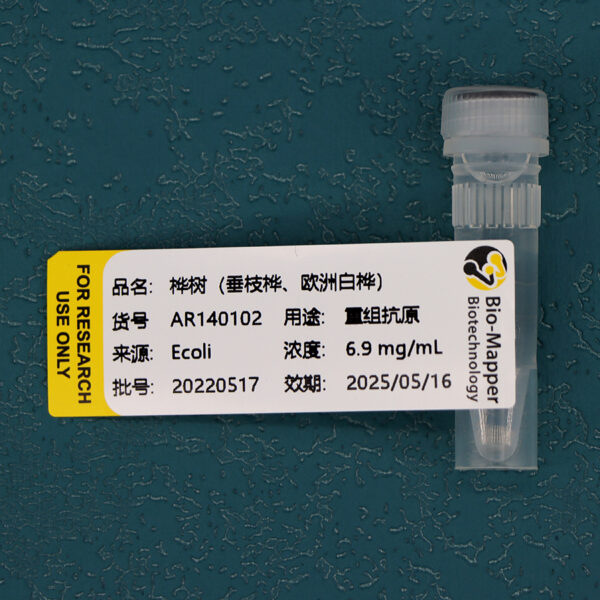 FOR RESEARCH
USE ONLY
品名: 桦树（垂枝桦、欧洲白桦）
货号 AR140102 用途: 重组抗原
来源: Ecoli 浓度: 6.9 mg/mL
批号: 20220517 效期: 2025/05/16
Bio-Mapper
Biotechnology